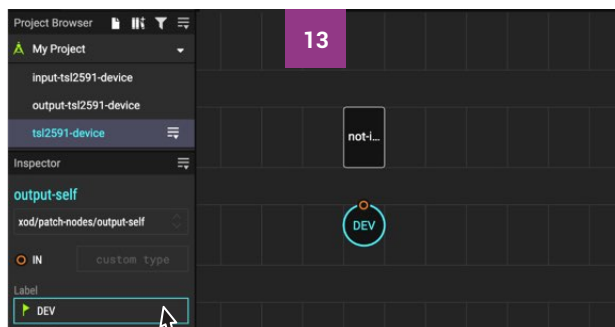 Project Browser
My Project
input-tsl2591-device
output-tsl2591-device
tsl2591-device
Inspector
output-self
xod/patch-nodes/output-self
IN custom type
Label
DEV
13
not-i...
DEV